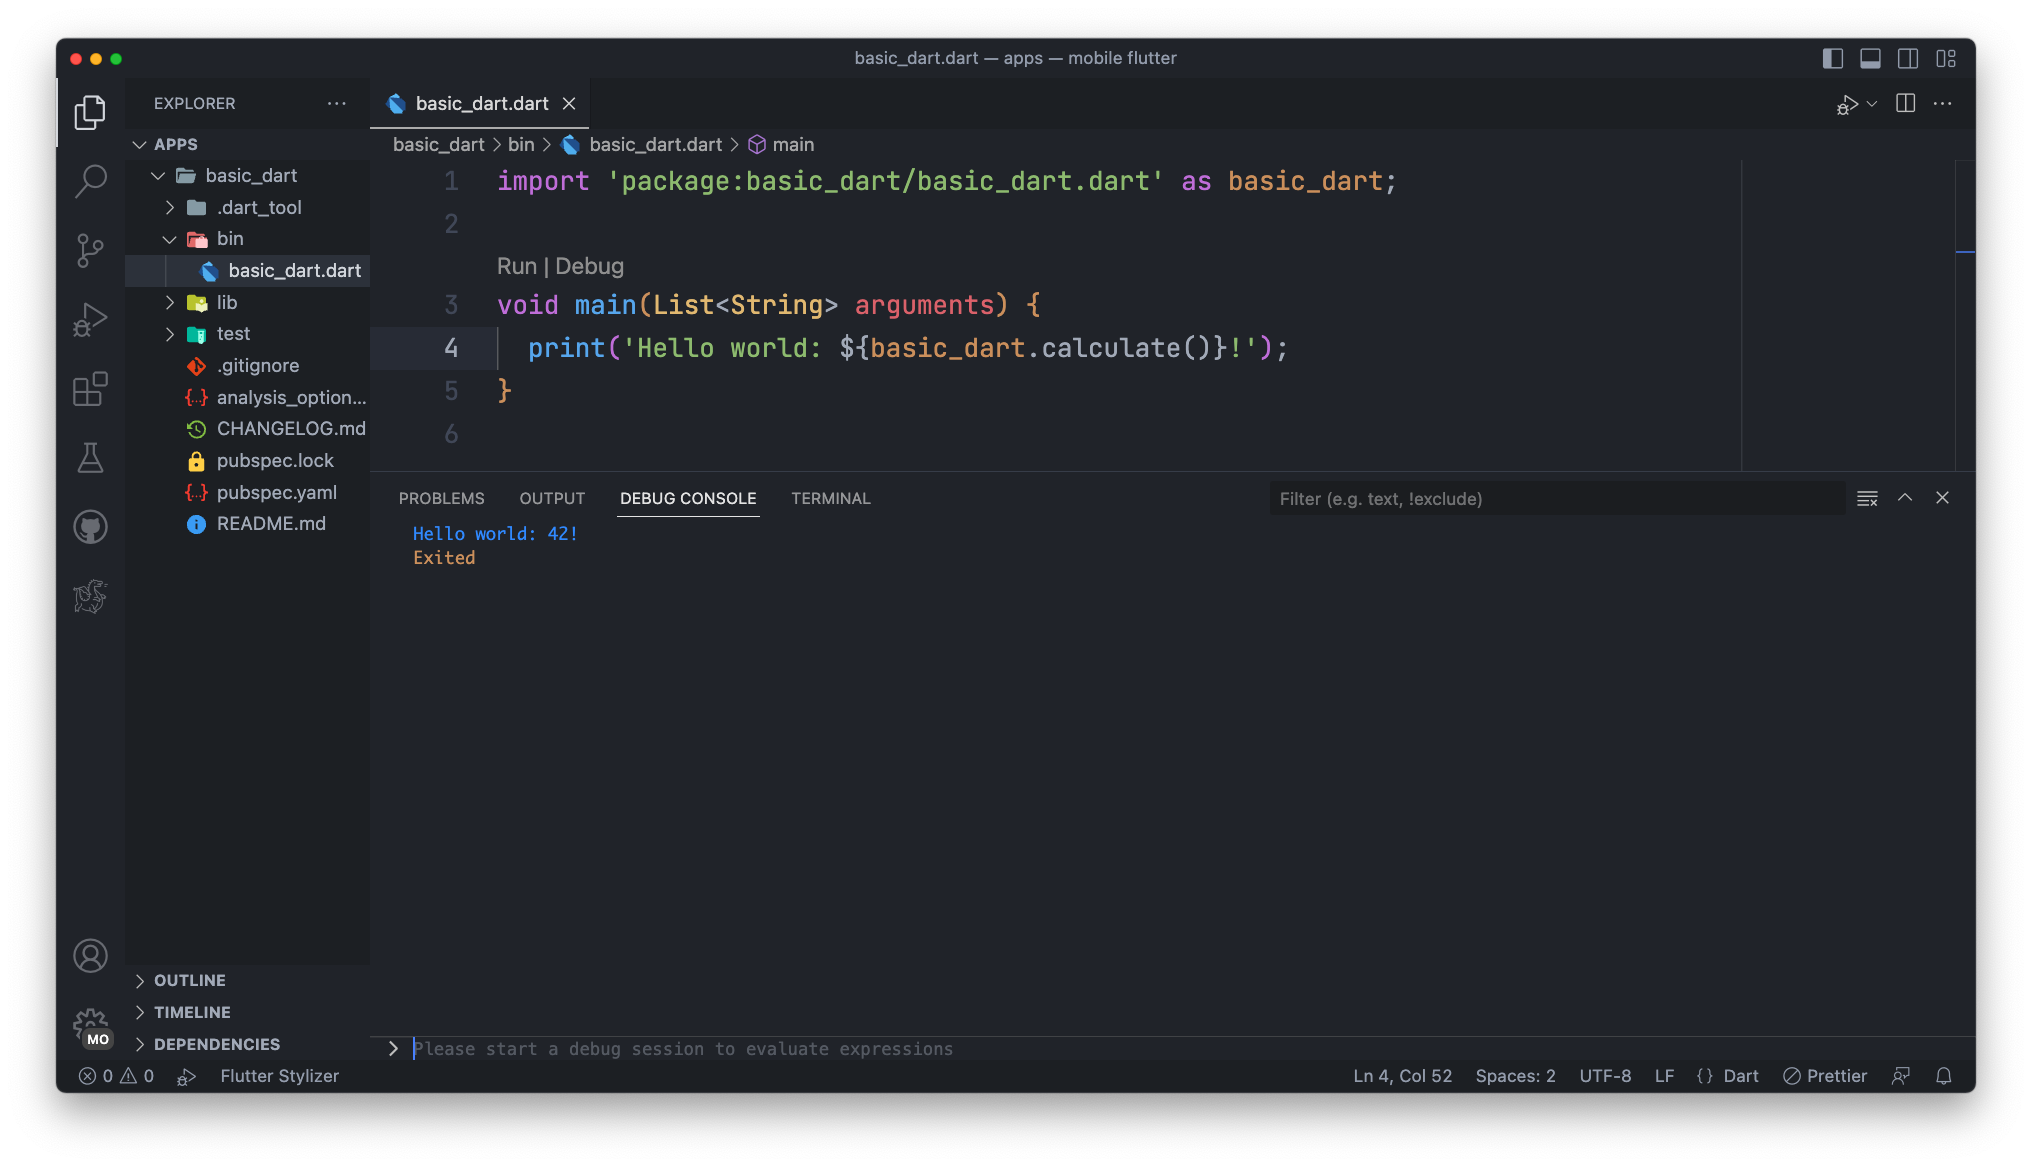 basic_dart.dart — apps — mobile flutter
EXPLORER
APPS
basic_dart
.dart_tool
bin
basic_dart.dart
lib
test
.gitignore
analysis_option...
CHANGELOG.md
pubspec.lock
pubspec.yaml
README.md
OUTLINE
TIMELINE
DEPENDENCIES
MO
basic_dart.dart
basic_dart > bin > basic_dart.dart > main
1 import 'package:basic_dart/basic_dart.dart' as basic_dart;
2
Run | Debug
3 void main(List<String> arguments) {
4 print('Hello world: ${basic_dart.calculate()}!');
5 }
6
PROBLEMS OUTPUT DEBUG CONSOLE TERMINAL Filter (e.g. text, !exclude)
Hello world: 42!
Exited
Please start a debug session to evaluate expressions
0 0 Flutter Stylizer Ln 4, Col 52 Spaces: 2 UTF-8 LF {} Dart Prettier